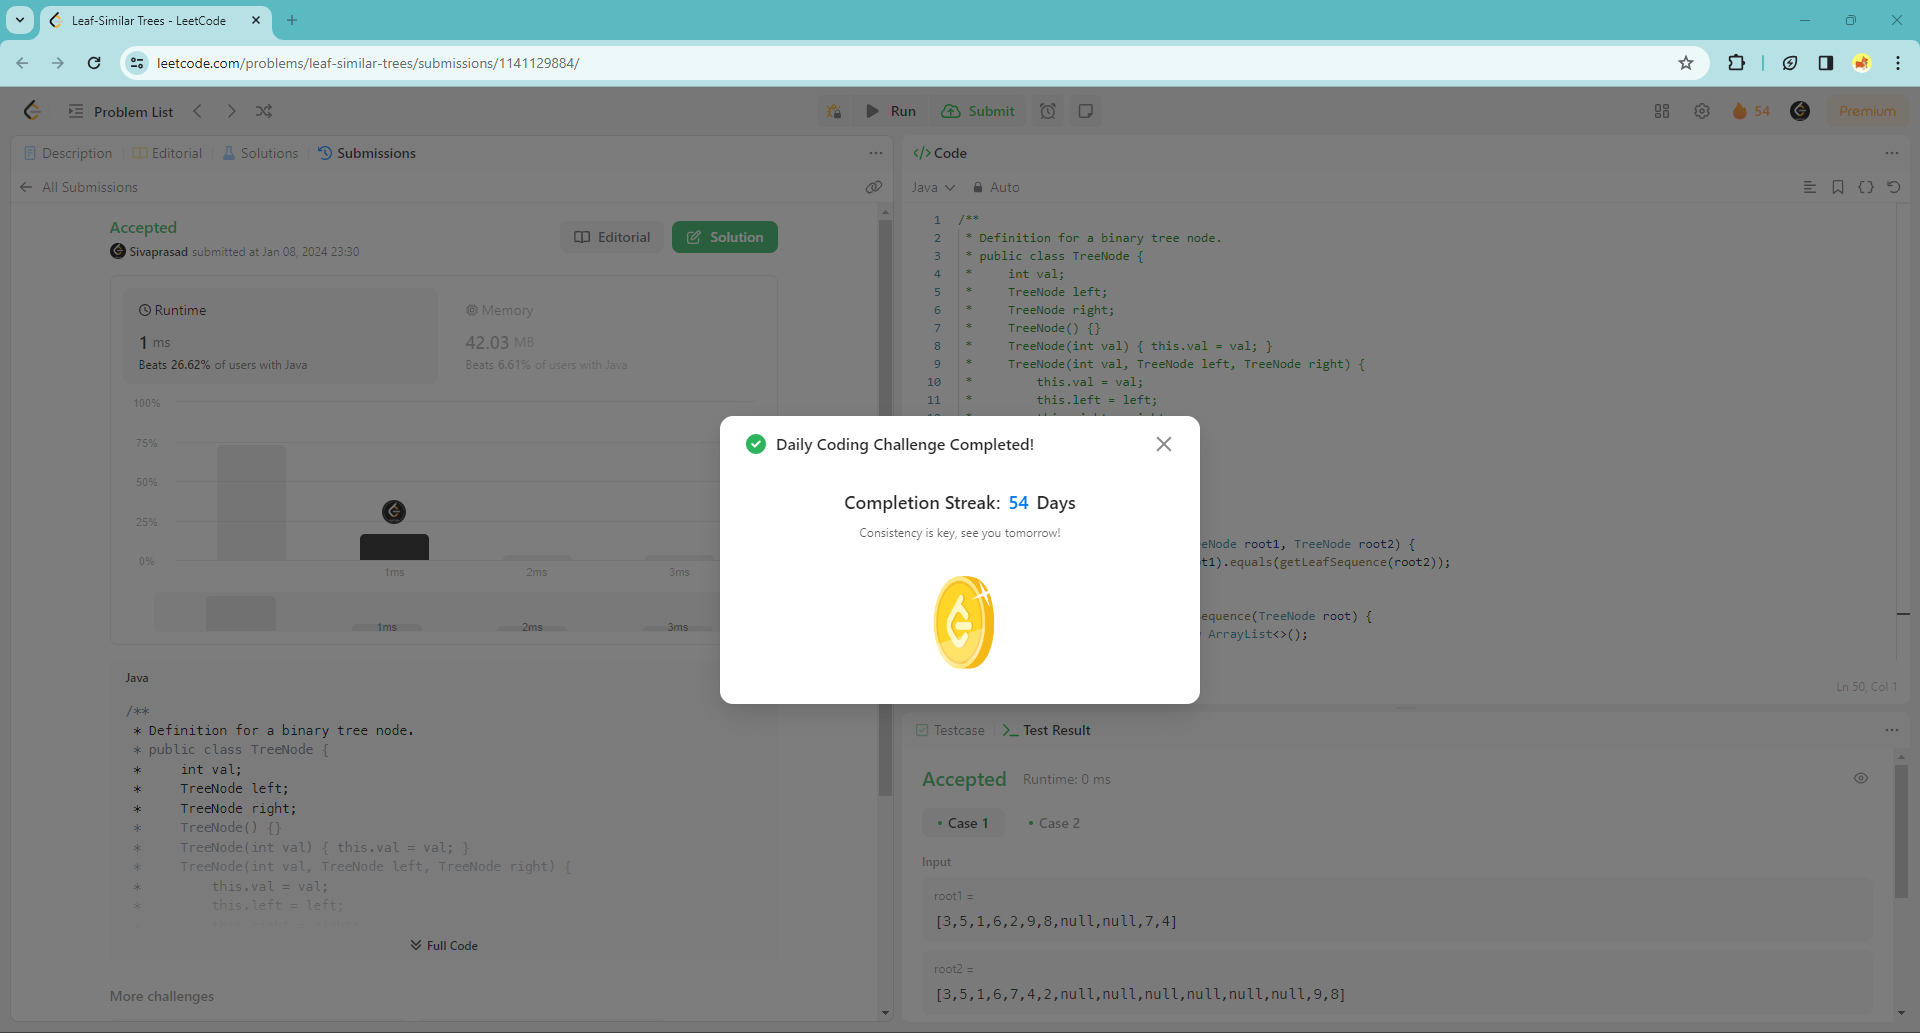 Leaf-Similar Trees - LeetCode
leetcode.com/problems/leaf-similar-trees/submissions/1141129884/
Problem List
Run
Submit
54
Premium
Description
Editorial
Solutions
Submissions
All Submissions
Accepted
Sivaprasad submitted at Jan 08, 2024 23:30
Editorial
Solution
Runtime
1 ms
Beats 26.62% of users with Java
Memory
42.03 MB
Beats 6.61% of users with Java
100%
75%
50%
25%
0%
1ms
2ms
3ms
1ms
2ms
3ms
Java
/**
* Definition for a binary tree node.
* public class TreeNode {
*     int val;
*     TreeNode left;
*     TreeNode right;
*     TreeNode() {}
*     TreeNode(int val) { this.val = val; }
*     TreeNode(int val, TreeNode left, TreeNode right) {
*         this.val = val;
*         this.left = left;
Full Code
More challenges
</> Code
Java
Auto
1 /**
2 * Definition for a binary tree node.
3 * public class TreeNode {
4 *     int val;
5 *     TreeNode left;
6 *     TreeNode right;
7 *     TreeNode() {}
8 *     TreeNode(int val) { this.val = val; }
9 *     TreeNode(int val, TreeNode left, TreeNode right) {
10 *         this.val = val;
11 *         this.left = left;
Daily Coding Challenge Completed!
Completion Streak: 54 Days
Consistency is key, see you tomorrow!
root1, TreeNode root2) {
.equals(getLeafSequence(root2));
(TreeNode root) {
ArrayList<>();
Ln 50, Col 1
Testcase
Test Result
Accepted
Runtime: 0 ms
• Case 1
• Case 2
Input
root1 =
[3,5,1,6,2,9,8,null,null,7,4]
root2 =
[3,5,1,6,7,4,2,null,null,null,null,null,null,9,8]